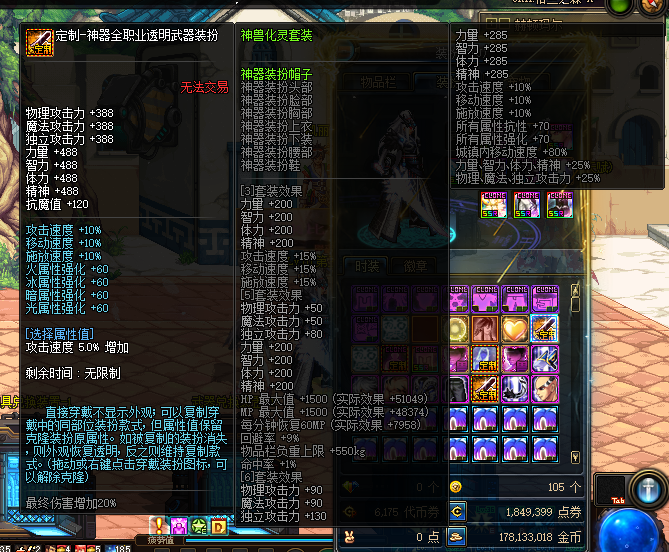 定制-神器全职业透明武器装扮
无法交易
物理攻击力 +388
魔法攻击力 +388
独立攻击力 +388
力量 +488
智力 +488
体力 +488
精神 +488
抗魔值 +120
攻击速度 +10%
移动速度 +10%
施放速度 +10%
火属性强化 +60
冰属性强化 +60
暗属性强化 +60
光属性强化 +60
[选择属性值]
攻击速度 5.0% 增加
剩余时间：无限制
直接穿戴不显示外观；可以复制穿
戴中的同部位装扮款式，但属性值保留
克隆装扮原属性。如被复制的装扮消失
，则外观恢复透明，反之则维持复制款
式。(拖动或右键点击穿戴装扮图标，可
以解除克隆)
最终伤害增加20%
神兽化灵套装
神器装扮帽子
神器装扮头部
神器装扮脸部
神器装扮胸部
神器装扮上衣
神器装扮下装
神器装扮腰部
神器装扮鞋
[3]套装效果
力量 +200
智力 +200
体力 +200
精神 +200
攻击速度 +15%
移动速度 +15%
施放速度 +15%
[5]套装效果
物理攻击力 +50
魔法攻击力 +50
独立攻击力 +80
力量 +200
智力 +200
体力 +200
精神 +200
HP 最大值 +1500 (实际效果 +51049)
MP 最大值 +1500 (实际效果 +48374)
每分钟恢复60MP (实际效果 +7958)
回避率 +9%
物品栏负重上限 +550kg
命中率 +1%
[6]套装效果
物理攻击力 +90
魔法攻击力 +90
独立攻击力 +130
力量 +285
智力 +285
体力 +285
精神 +285
攻击速度 +10%
移动速度 +10%
施放速度 +10%
所有属性抗性 +70
所有属性强化 +70
城镇内移动速度 +80%
力量、智力、体力、精神 +25%
物理、魔法、独立攻击力 +25%
物品栏
时装
徽章
0 个
105 个
6,175 代币券
1,849,399 点券
0 点
178,133,018 金币
疲劳值
Tab
185